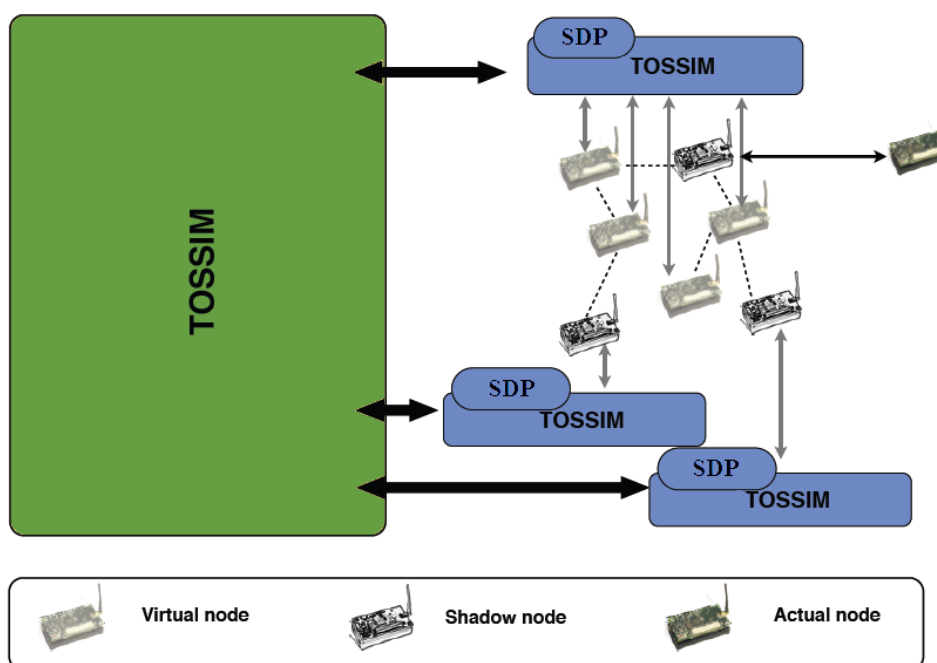 SDP
TOSSIM
TOSSIM
SDP
TOSSIM
SDP
TOSSIM
Virtual node
Shadow node
Actual node